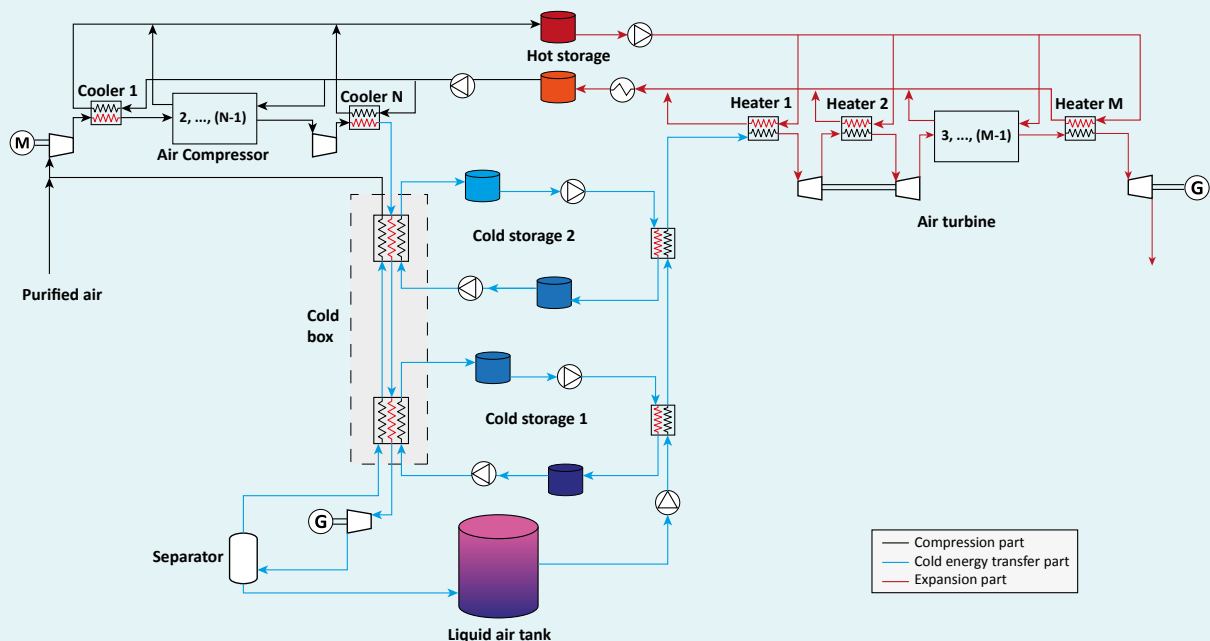 Hot storage
Cooler 1
2, ..., (N-1)
Cooler N
M
Air Compressor
Heater 1
Heater 2
Heater M
3, ..., (M-1)
G
Air turbine
Cold storage 2
Purified air
Cold
box
Cold storage 1
G
Separator
Liquid air tank
Compression part
Cold energy transfer part
Expansion part